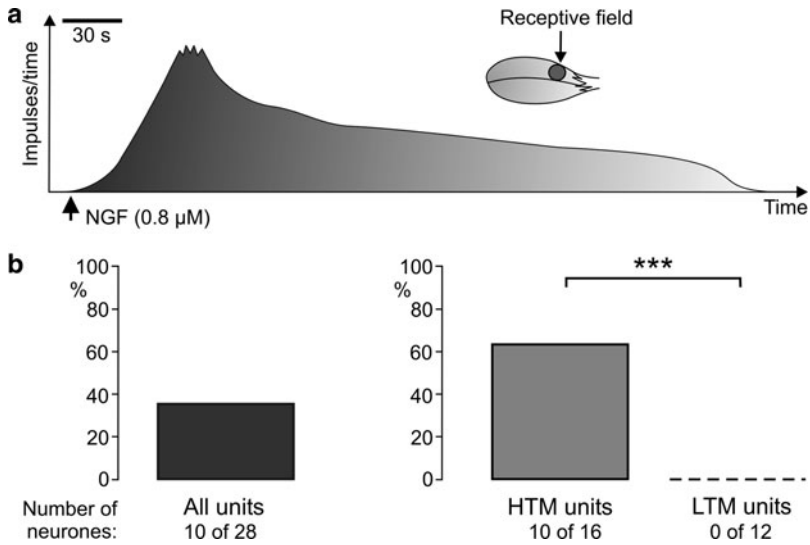 a
30 s
Receptive field
Impulses/time
Time
NGF (0.8 µM)
b
100
%
80
60
40
20
0
100
%
80
60
40
20
0
***
All units
HTM units
LTM units
Number of
neurones:
10 of 28
10 of 16
0 of 12